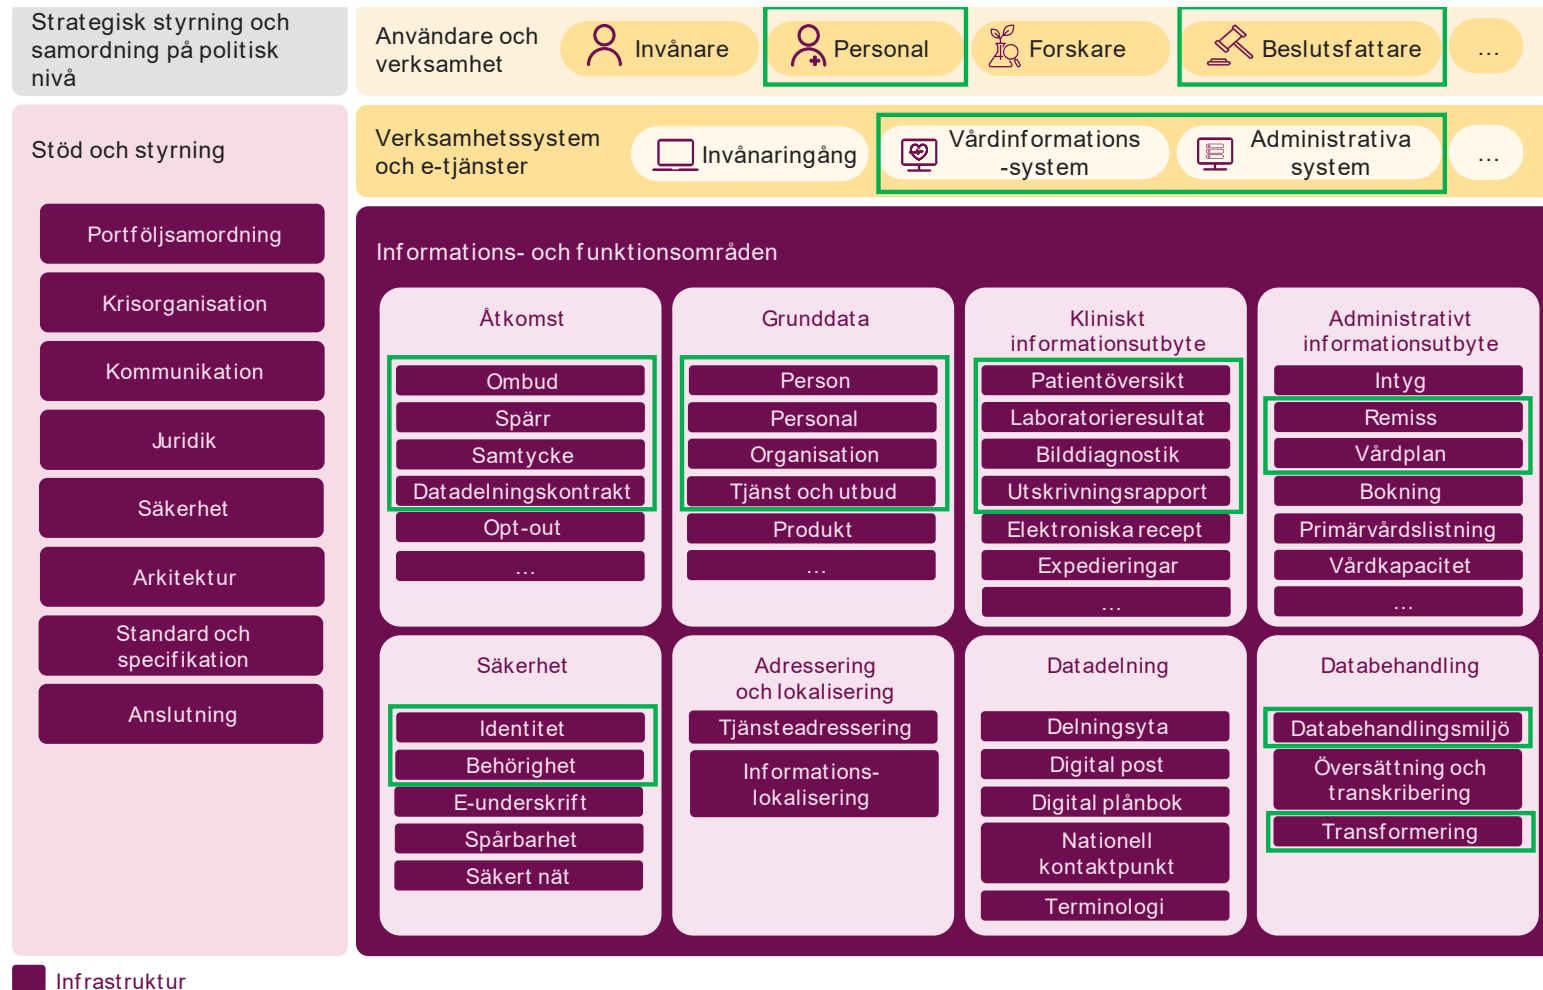 Strategisk styrning och
samordning på politisk
nivå
Användare och
verksamhet
Invånare
Personal
Forskare
Beslutsfattare
...
Stöd och styrning
Portföljsamordning
Krisorganisation
Kommunikation
Juridik
Säkerhet
Arkitektur
Standard och
specifikation
Anslutning
Verksamhetssystem
och e-tjänster
Invånaringång
Vårdinformations
-system
Administrativa
system
...
Informations- och funktionsområden
Åtkomst
Ombud
Spärr
Samtycke
Datadelningskontrakt
Opt-out
...
Grunddata
Person
Personal
Organisation
Tjänst och utbud
Produkt
...
Kliniskt
informationsutbyte
Patientöversikt
Laboratorieresultat
Bilddiagnostik
Utskrivningsrapport
Elektroniska recept
Expedieringar
...
Administrativt
informationsutbyte
Intyg
Remiss
Vårdplan
Bokning
Primärvårdslistning
Vårdkapacitet
...
Säkerhet
Identitet
Behörighet
E-underskrift
Spårbarhet
Säkert nät
Adressering
och lokalisering
Tjänsteadressering
Informations-
lokalisering
Datadelning
Delningsyta
Digital post
Digital plånbok
Nationell
kontaktpunkt
Terminologi
Databehandling
Databehandlingsmiljö
Översättning och
transkribering
Transformering
Infrastruktur